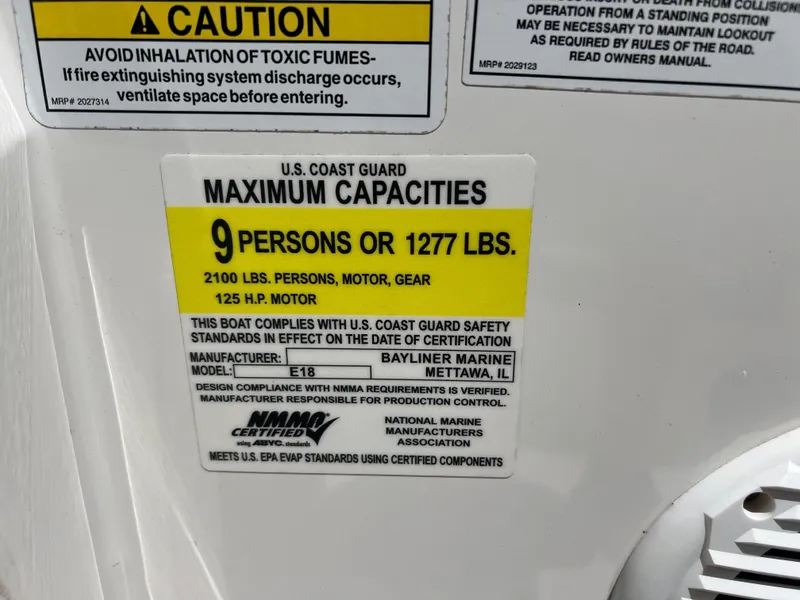 CAUTION
AVOID INHALATION OF TOXIC FUMES-
If fire extinguishing system discharge occurs,
ventilate space before entering.
MRP# 2027314
OR DEATH FROM COLLISIONS
OPERATION FROM A STANDING POSITION
MAY BE NECESSARY TO MAINTAIN LOOKOUT
AS REQUIRED BY RULES OF THE ROAD.
READ OWNERS MANUAL.
MRP# 2029123
U.S. COAST GUARD
MAXIMUM CAPACITIES
9 PERSONS OR 1277 LBS.
2100 LBS. PERSONS, MOTOR, GEAR
125 H.P. MOTOR
THIS BOAT COMPLIES WITH U.S. COAST GUARD SAFETY
STANDARDS IN EFFECT ON THE DATE OF CERTIFICATION
MANUFACTURER: BAYLINER MARINE
MODEL: E18 METTAWA, IL
DESIGN COMPLIANCE WITH NMMA REQUIREMENTS IS VERIFIED.
MANUFACTURER RESPONSIBLE FOR PRODUCTION CONTROL.
NMMA
CERTIFIED
using ABYC standards
NATIONAL MARINE
MANUFACTURERS
ASSOCIATION
MEETS U.S. EPA EVAP STANDARDS USING CERTIFIED COMPONENTS